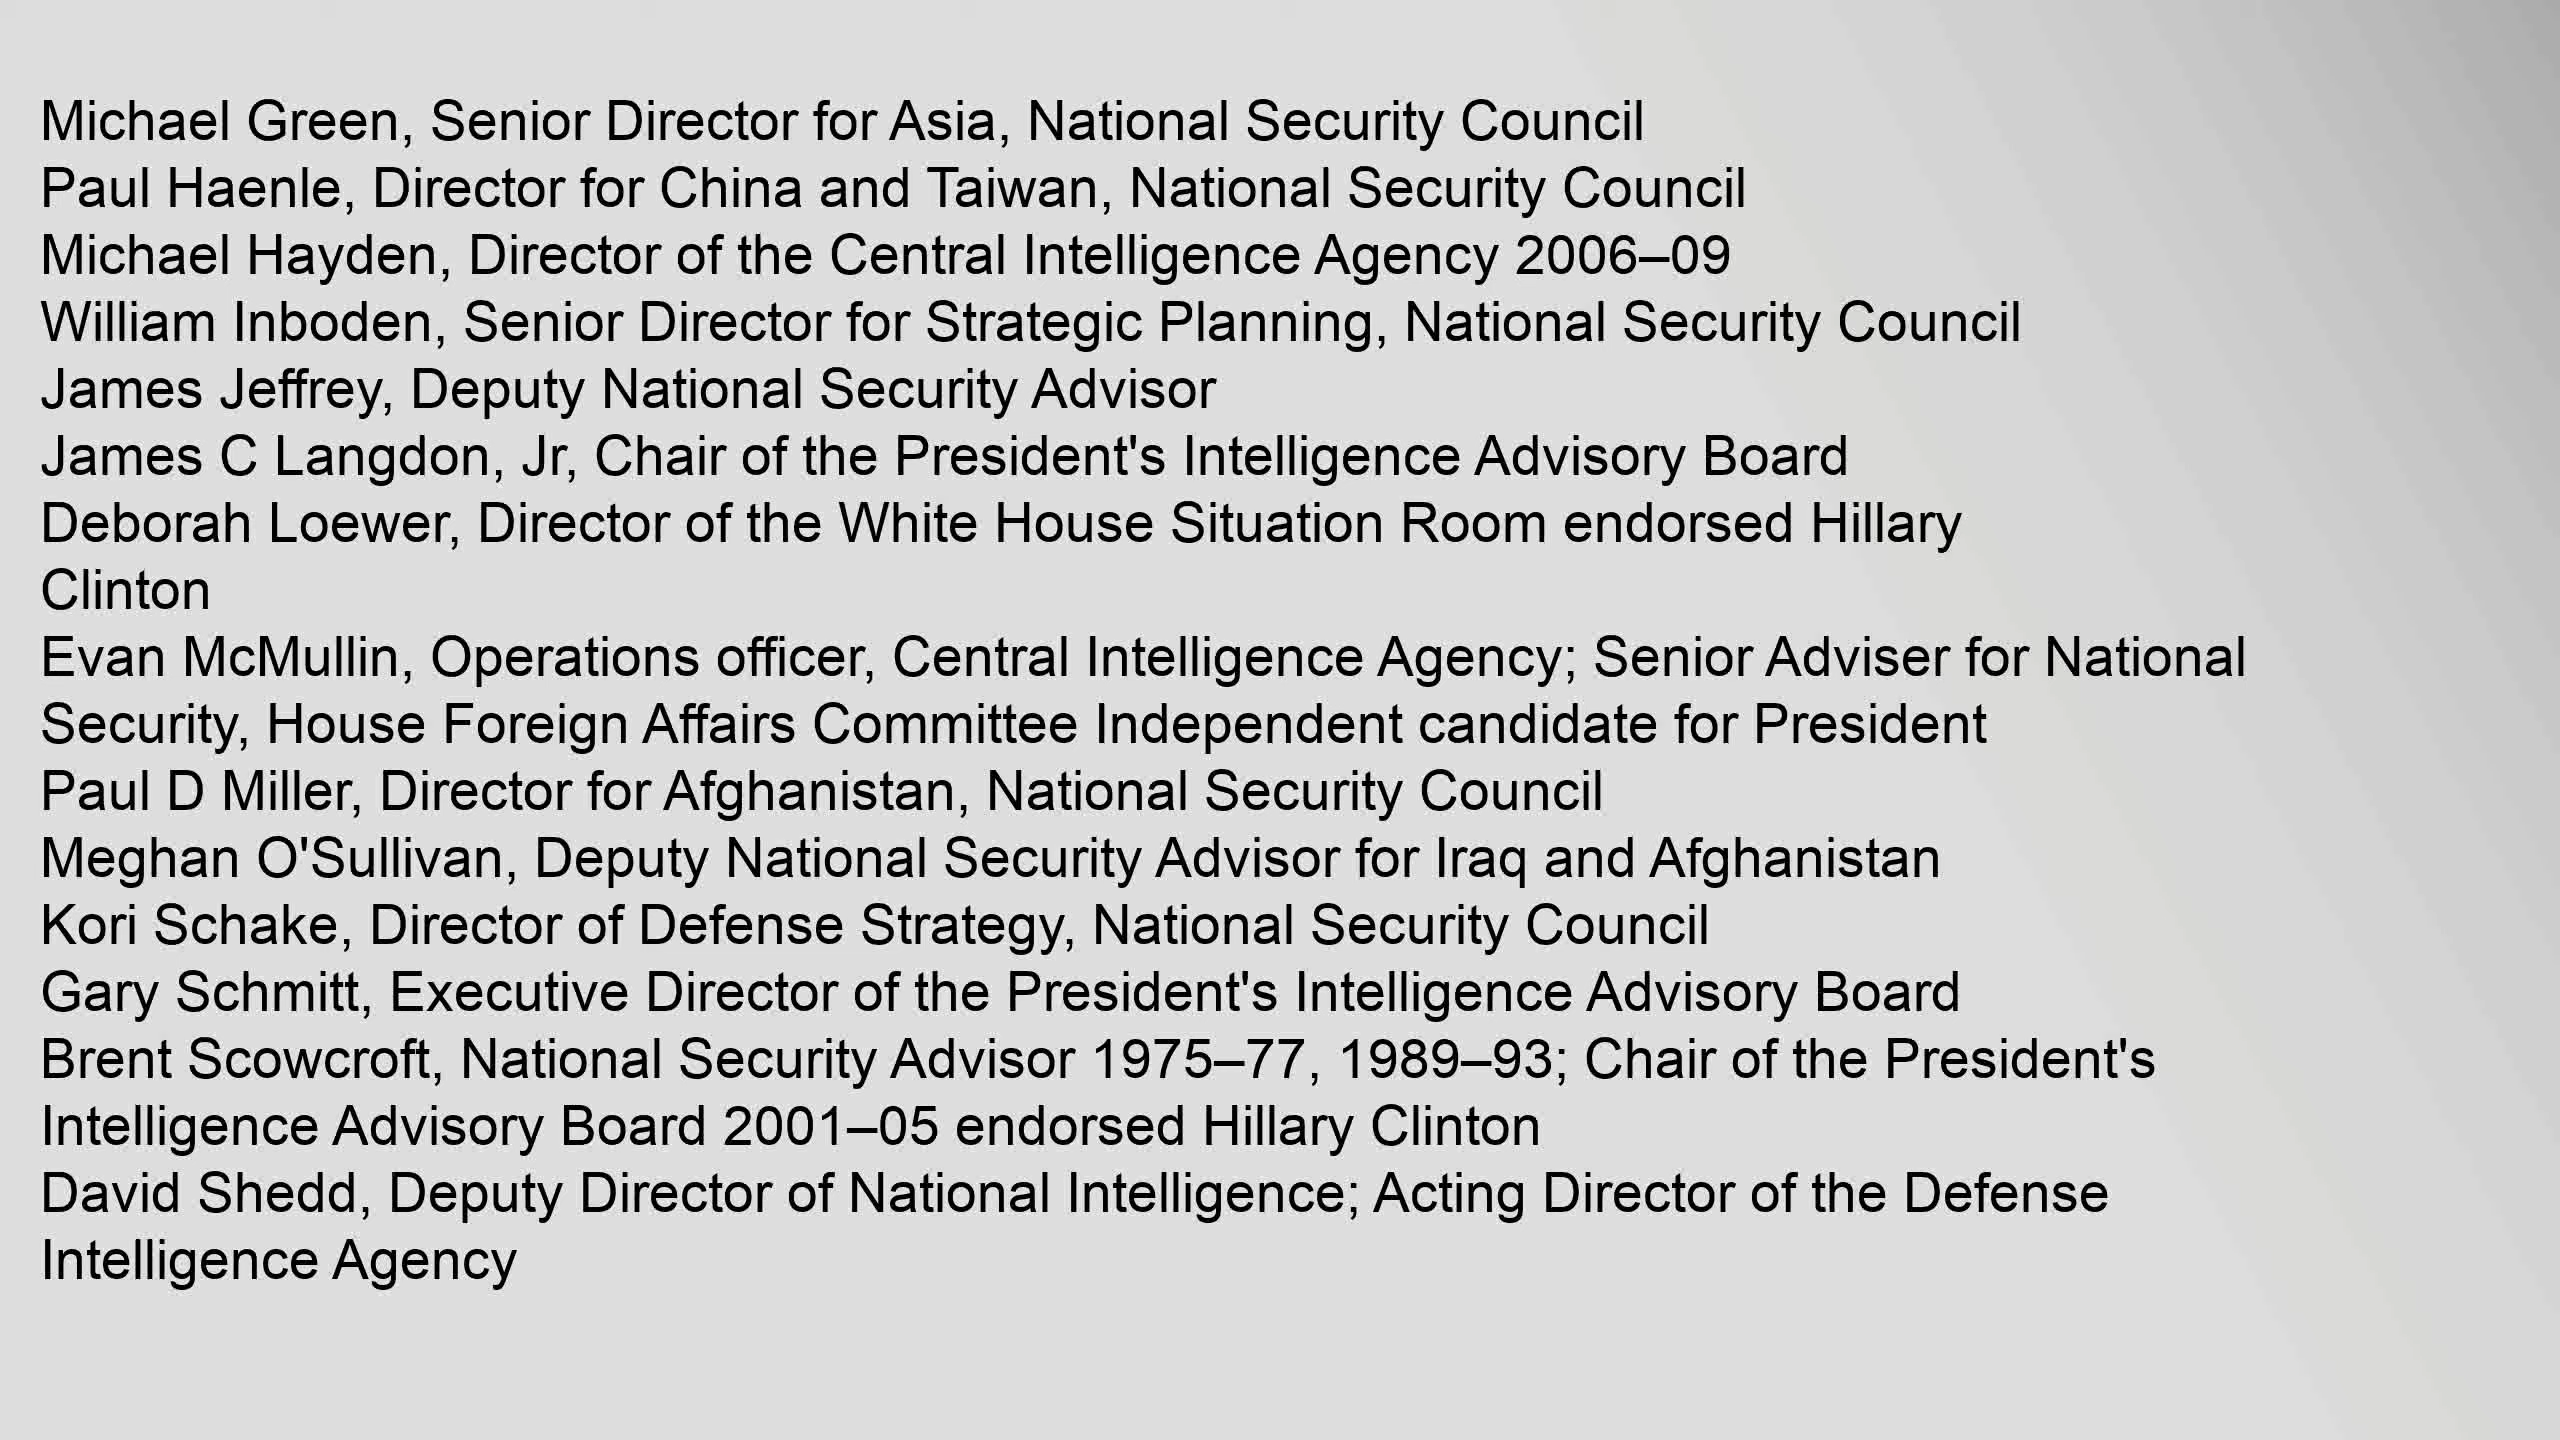 Michael Green, Senior Director for Asia, National Security Council
Paul Haenle, Director for China and Taiwan, National Security Council
Michael Hayden, Director of the Central Intelligence Agency 2006–09
William Inboden, Senior Director for Strategic Planning, National Security Council
James Jeffrey, Deputy National Security Advisor
James C Langdon, Jr, Chair of the President's Intelligence Advisory Board
Deborah Loewer, Director of the White House Situation Room endorsed Hillary
Clinton
Evan McMullin, Operations officer, Central Intelligence Agency; Senior Adviser for National
Security, House Foreign Affairs Committee Independent candidate for President
Paul D Miller, Director for Afghanistan, National Security Council
Meghan O'Sullivan, Deputy National Security Advisor for Iraq and Afghanistan
Kori Schake, Director of Defense Strategy, National Security Council
Gary Schmitt, Executive Director of the President's Intelligence Advisory Board
Brent Scowcroft, National Security Advisor 1975–77, 1989–93; Chair of the President's
Intelligence Advisory Board 2001–05 endorsed Hillary Clinton
David Shedd, Deputy Director of National Intelligence; Acting Director of the Defense
Intelligence Agency